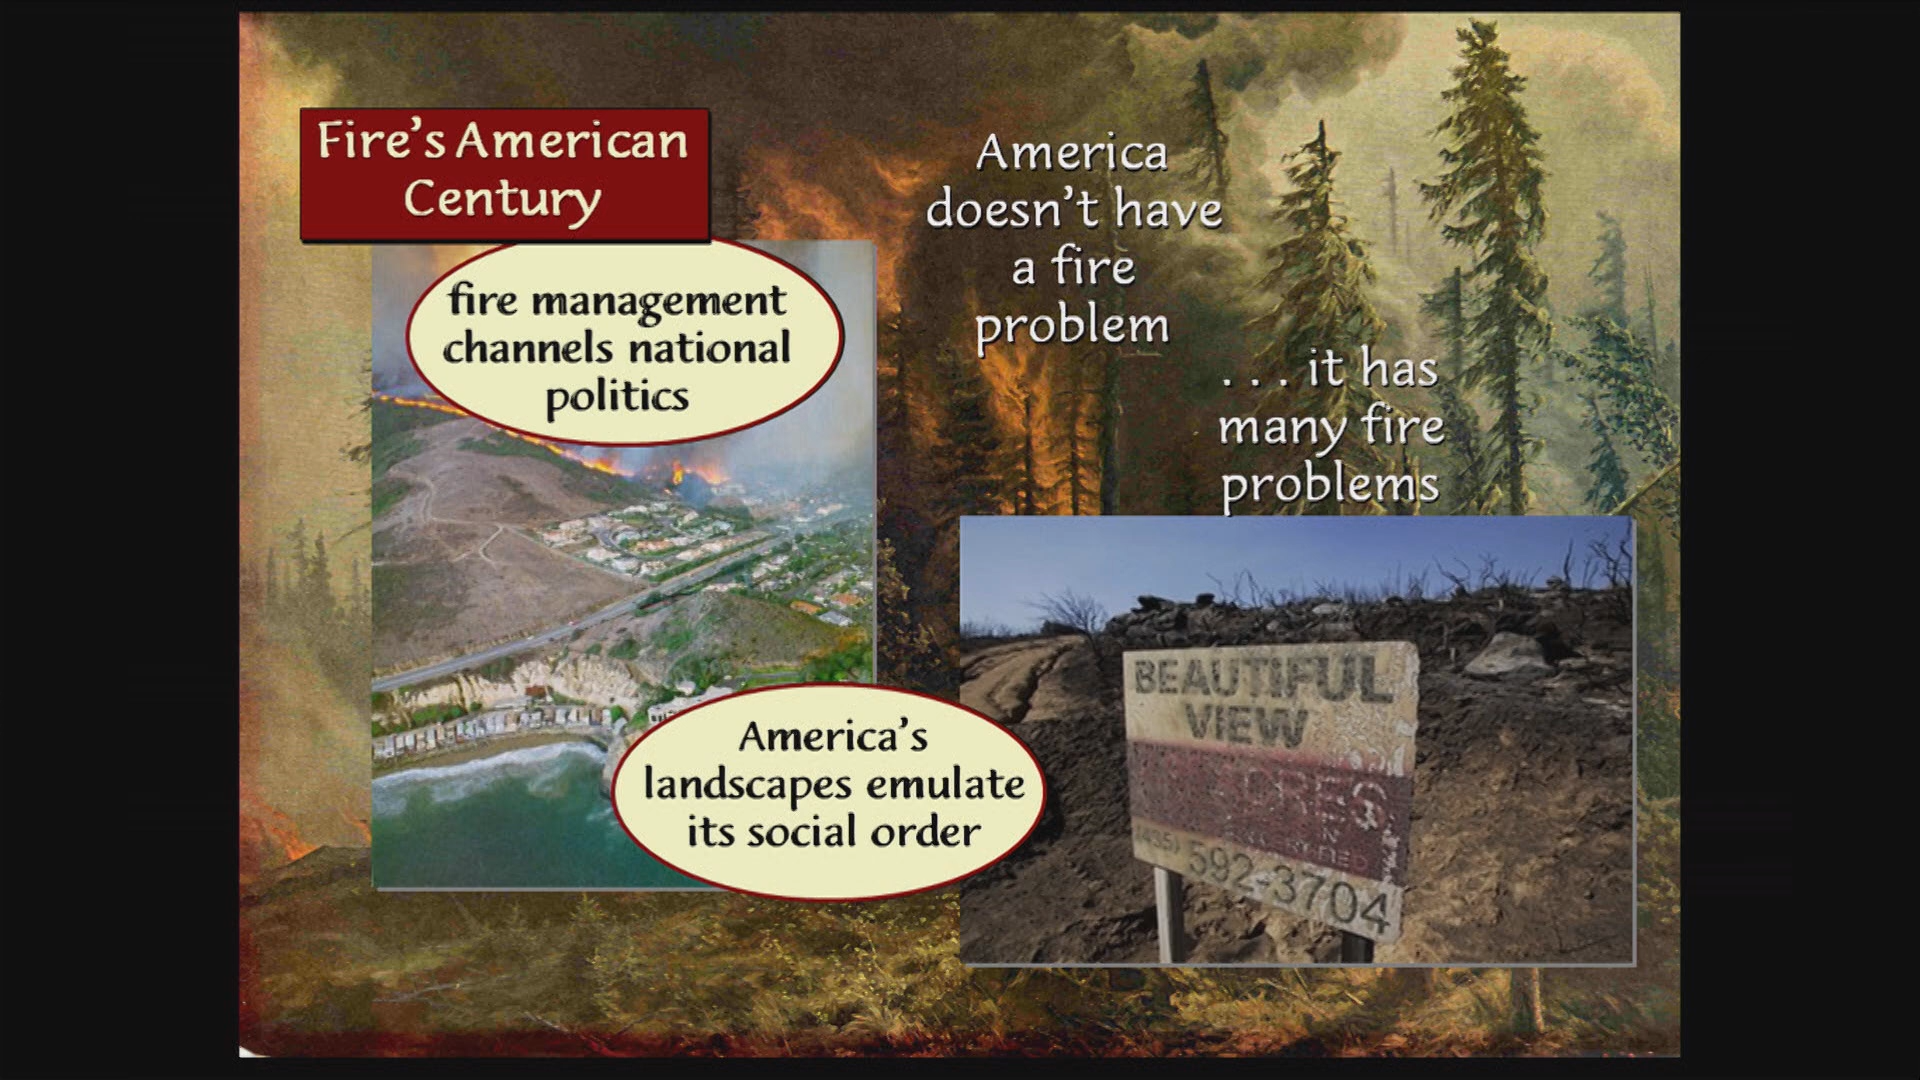 Fire's American
Century
fire management
channels national
politics
America
doesn't have
a fire
problem
. . . it has
many fire
problems
America's
landscapes emulate
its social order
BEAUTIFUL
VIEW
(435) 592-3704